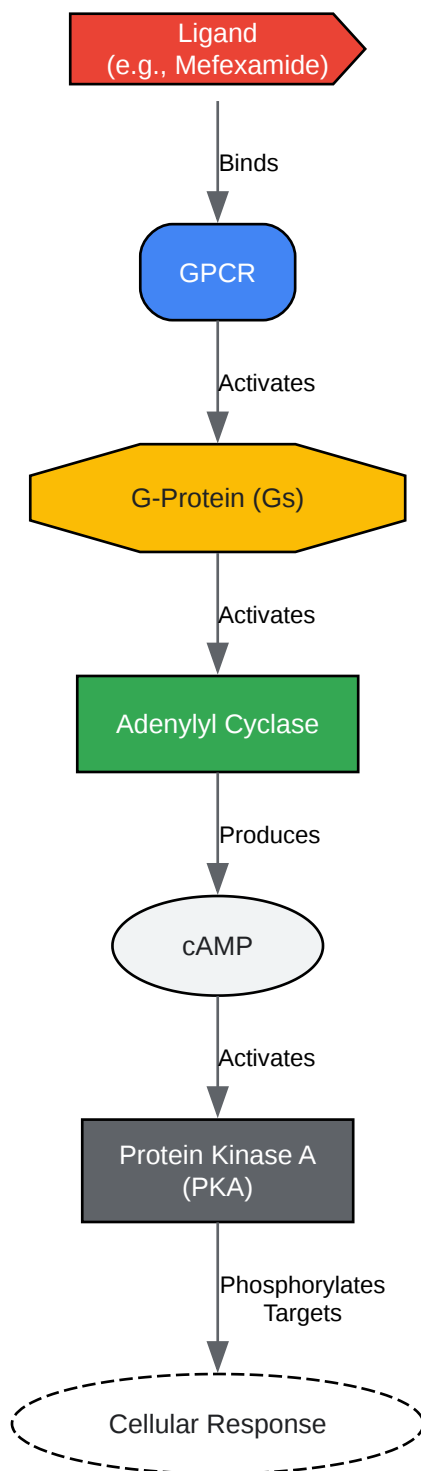 Ligand
(e.g., Mefexamide)
Binds
GPCR
Activates
G-Protein (Gs)
Activates
Adenylyl Cyclase
Produces
cAMP
Activates
Protein Kinase A
(PKA)
Phosphorylates
Targets
Cellular Response